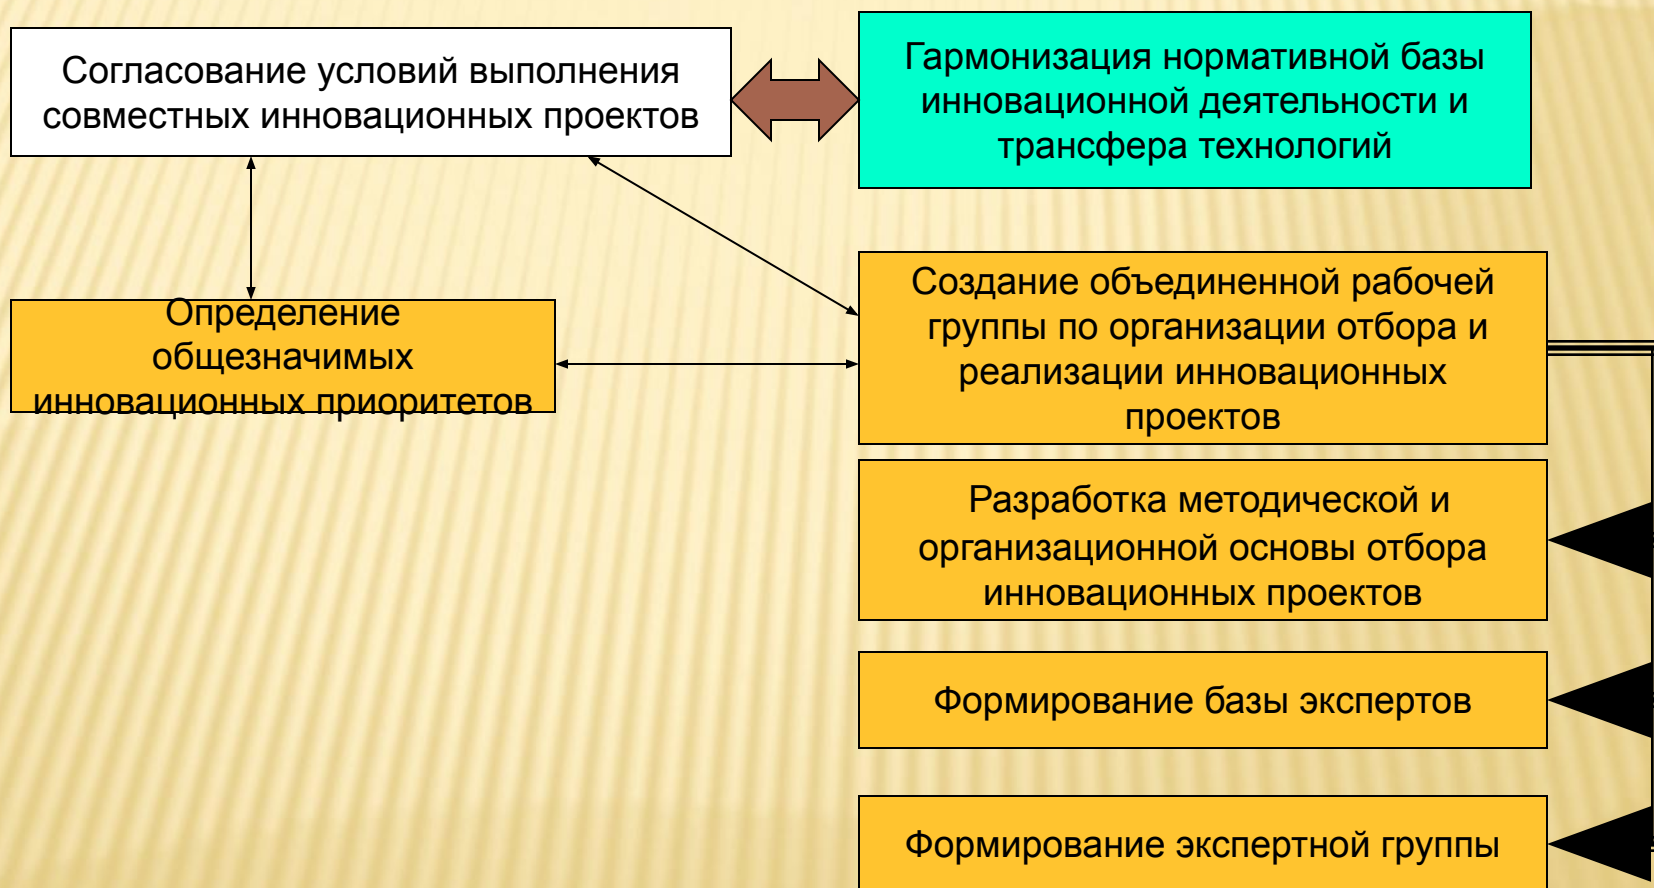 Согласование условий выполнения
совместных инновационных проектов
Гармонизация нормативной базы
инновационной деятельности и
трансфера технологий
Определение
общезначимых
инновационных приоритетов
Создание объединенной рабочей
группы по организации отбора и
реализации инновационных
проектов
Разработка методической и
организационной основы отбора
инновационных проектов
Формирование базы экспертов
Формирование экспертной группы